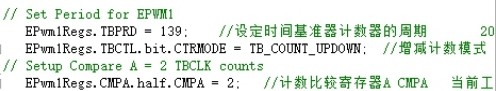 // Set Period for EPWM1
EPwm1Regs.TBPRD = 139; //设定时间基准器计数器的周期 20
EPwm1Regs.TBCTL.bit.CTRMODE = TB_COUNT_UPDOWN; //增减计数模式
// Setup Compare A = 2 TBCLK counts
EPwm1Regs.CMPA.half.CMPA = 2; //计数比较寄存器A CMPA 当前工